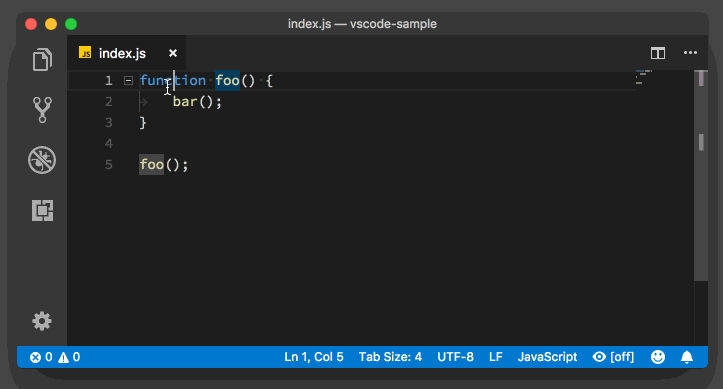 index.js — vscode-sample
JS index.js ×
1 function foo() {
2 bar();
3 }
4
5 foo();
0 0 Ln 1, Col 5 Tab Size: 4 UTF-8 LF JavaScript [off]